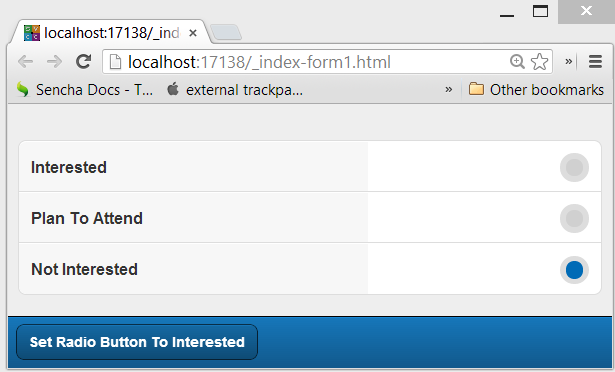 localhost:17138/_ind
localhost:17138/_index-form1.html
Sencha Docs - T... external trackpa... » Other bookmarks
Interested
Plan To Attend
Not Interested
Set Radio Button To Interested